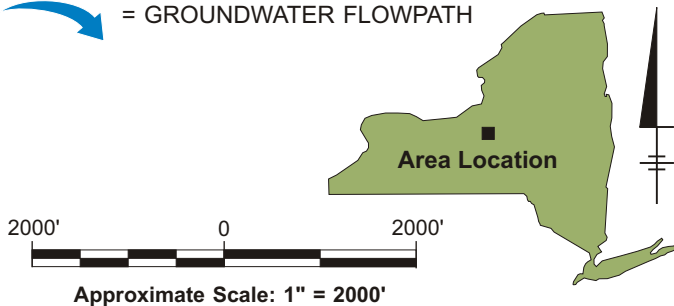 = GROUNDWATER FLOWPATH
Area Location
2000' 0 2000'
Approximate Scale: 1" = 2000'